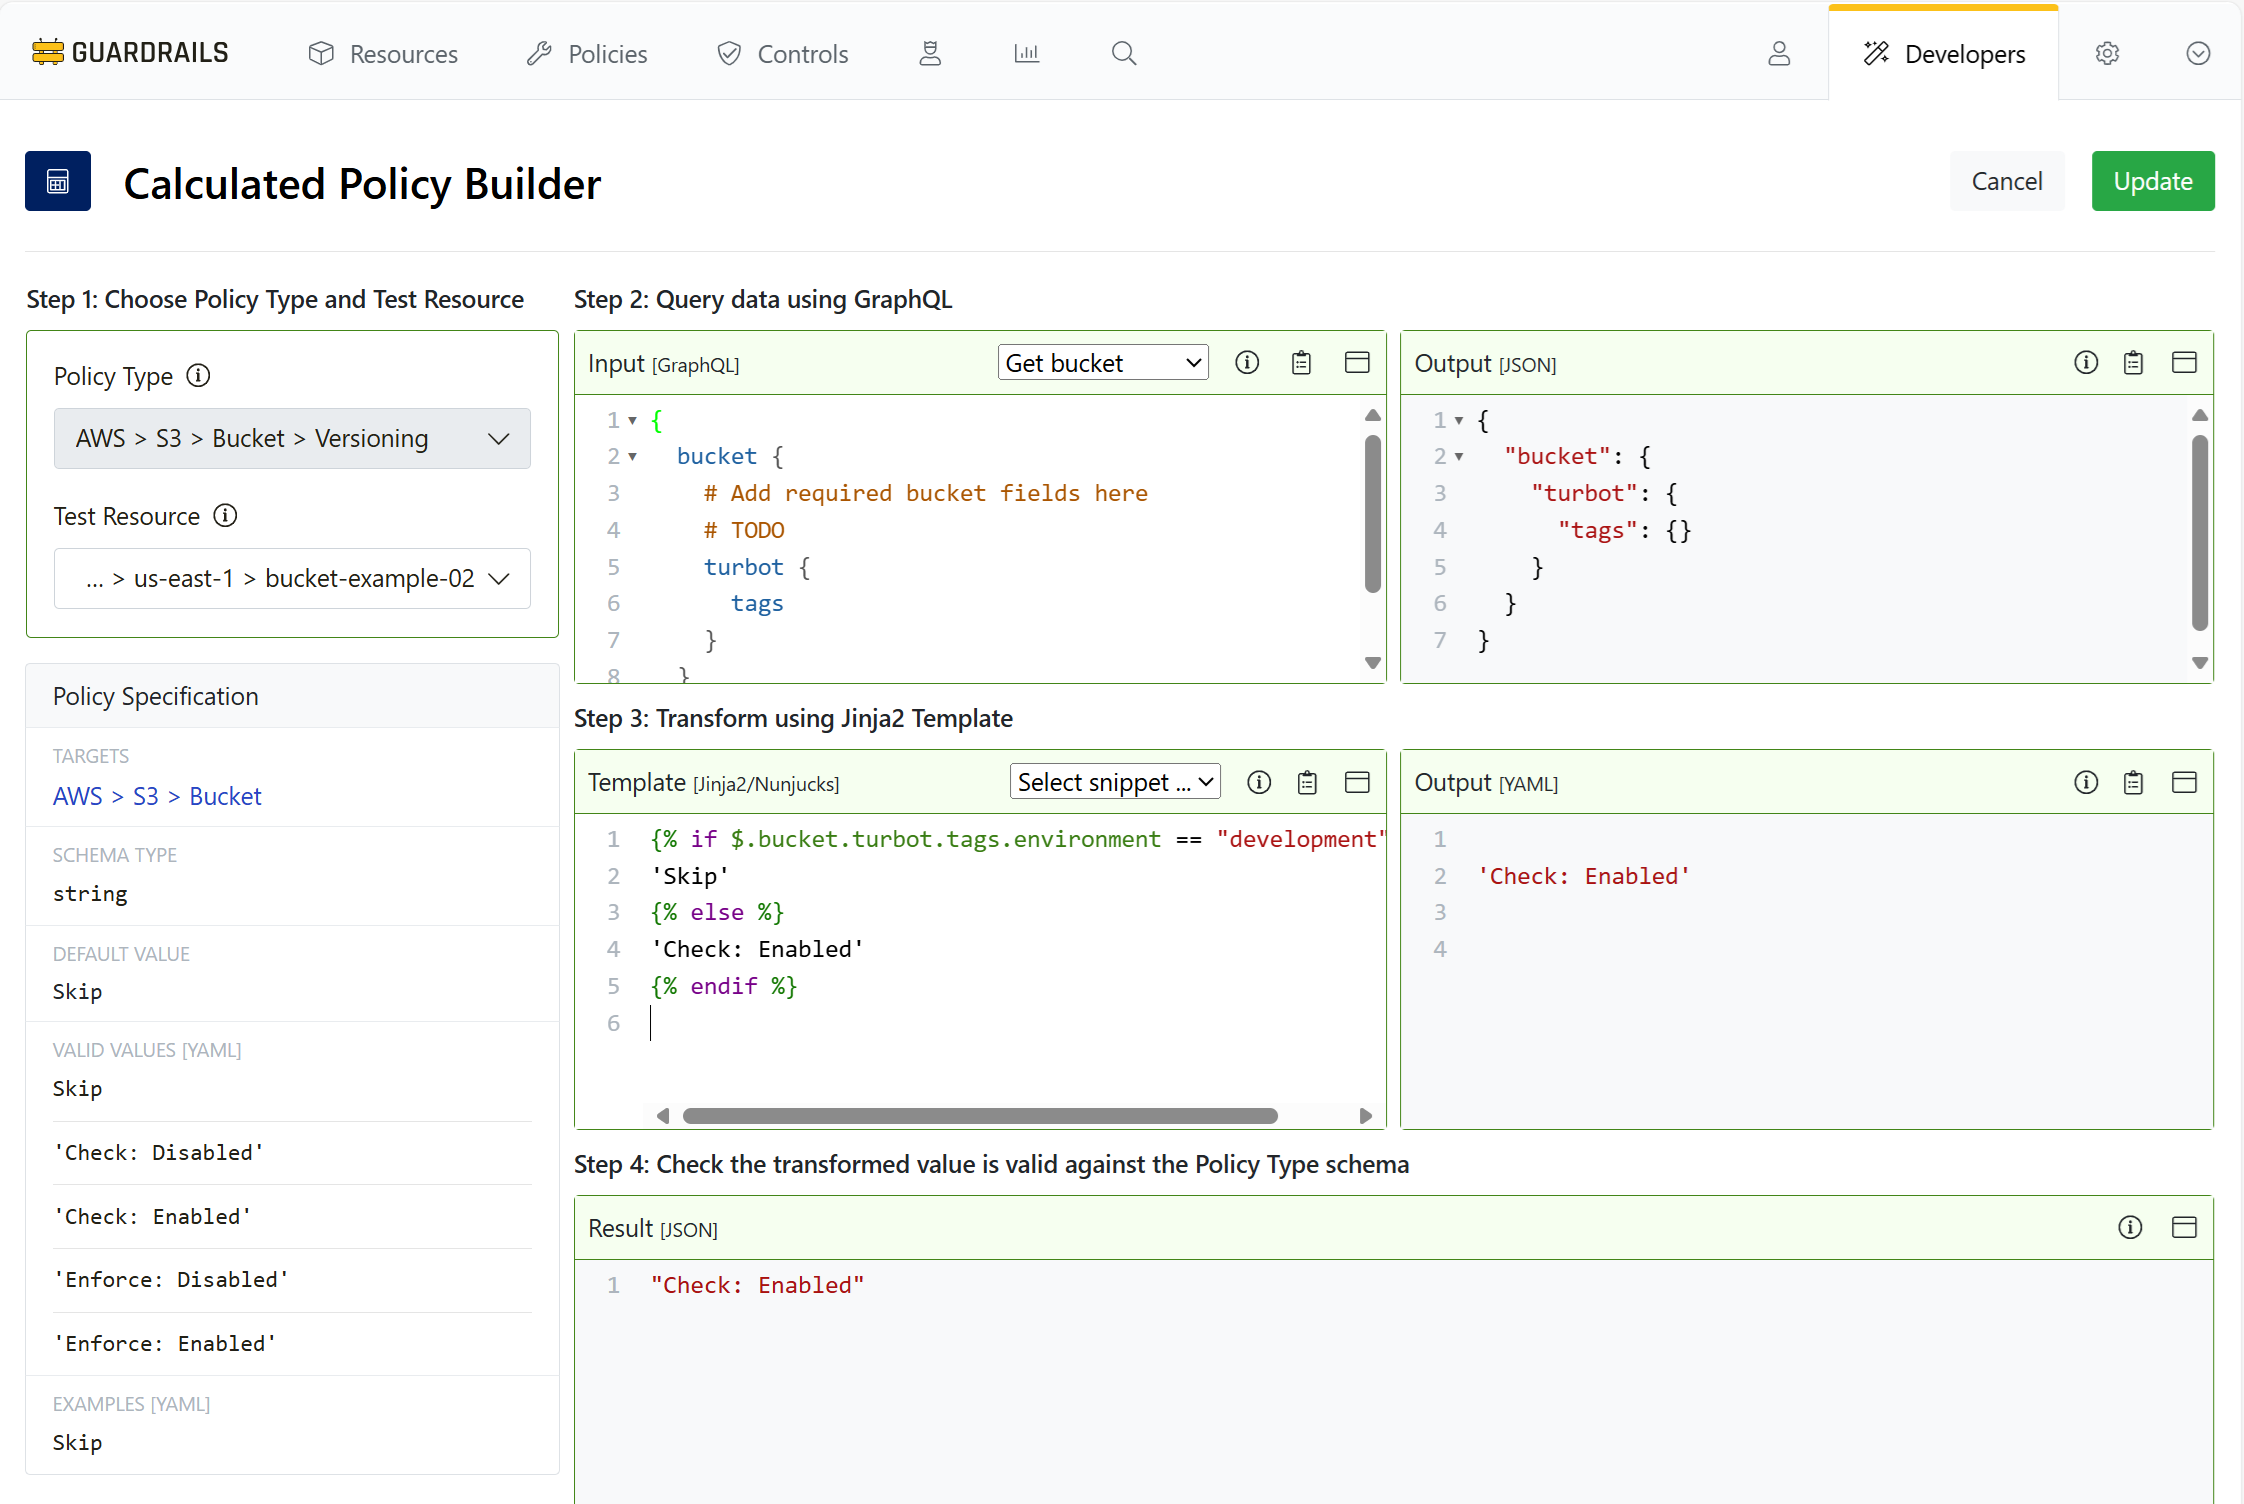 GUARDRAILS Resources Policies Controls Developers
Calculated Policy Builder
Cancel Update
Step 1: Choose Policy Type and Test Resource
Policy Type
AWS > S3 > Bucket > Versioning
Test Resource
... > us-east-1 > bucket-example-02
Policy Specification
TARGETS
AWS > S3 > Bucket
SCHEMA TYPE
string
DEFAULT VALUE
Skip
VALID VALUES [YAML]
Skip
'Check: Disabled'
'Check: Enabled'
'Enforce: Disabled'
'Enforce: Enabled'
EXAMPLES [YAML]
Skip
Step 2: Query data using GraphQL
Input [GraphQL] Get bucket
1 {
2 bucket {
3 # Add required bucket fields here
4 # TODO
5 turbot {
6 tags
7 }
8 }
Output [JSON]
1 {
2 "bucket": {
3 "turbot": {
4 "tags": {}
5 }
6 }
7 }
Step 3: Transform using Jinja2 Template
Template [Jinja2/Nunjucks] Select snippet ...
1 {% if $.bucket.turbot.tags.environment == "development"
2 'Skip'
3 {% else %}
4 'Check: Enabled'
5 {% endif %}
6
Output [YAML]
1
2 'Check: Enabled'
3
4
Step 4: Check the transformed value is valid against the Policy Type schema
Result [JSON]
1 "Check: Enabled"